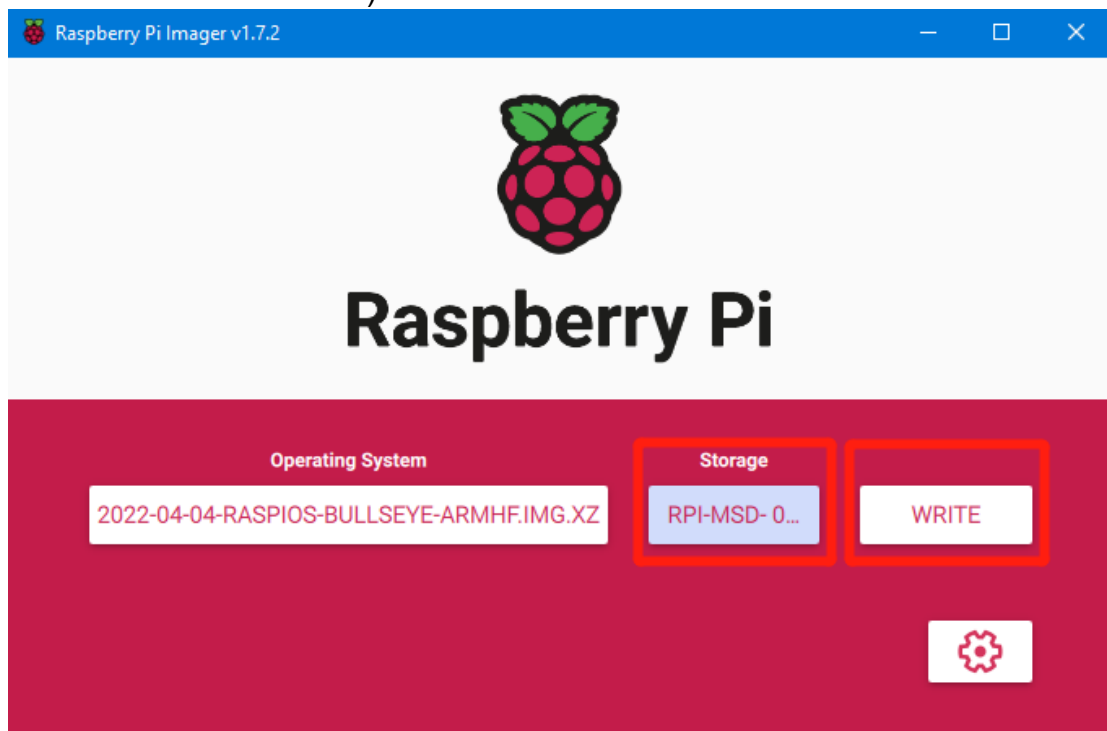 )
Raspberry Pi Imager v1.7.2
Raspberry Pi
Operating System
Storage
2022-04-04-RASPIOS-BULLSEYE-ARMHF.IMG.XZ
RPI-MSD- 0...
WRITE